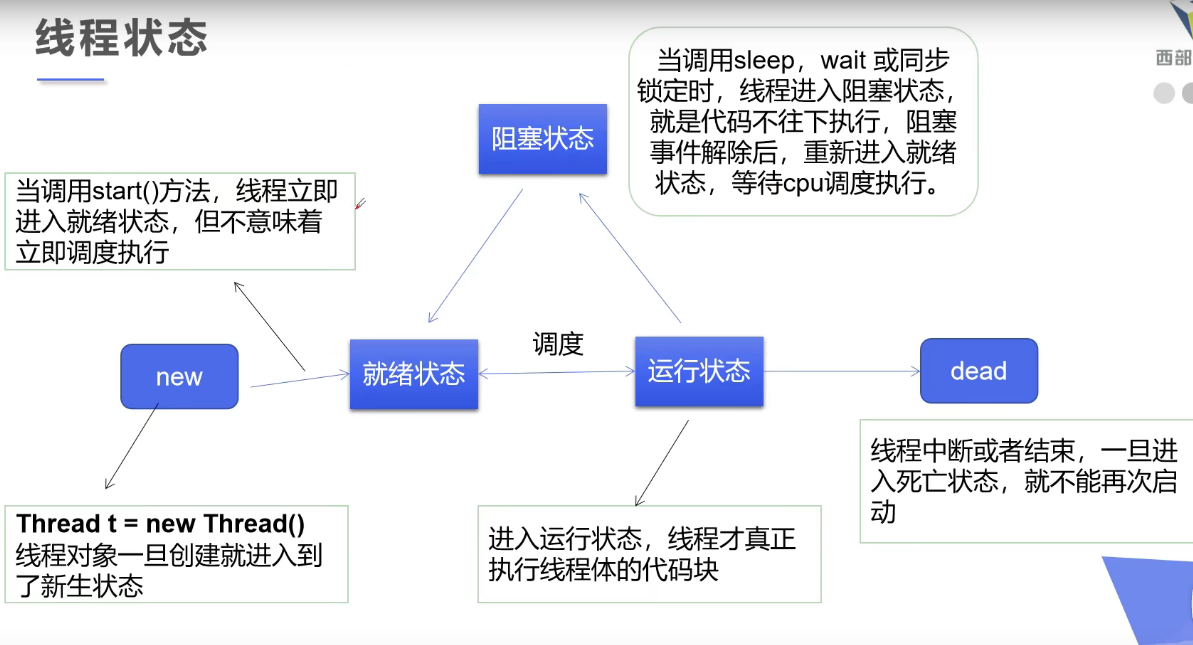 线程状态
西部
当调用sleep，wait 或同步
锁定时，线程进入阻塞状态，
就是代码不往下执行，阻塞
事件解除后，重新进入就绪
状态，等待cpu调度执行。
阻塞状态
当调用start()方法，线程立即
进入就绪状态，但不意味着
立即调度执行
new
就绪状态
调度
运行状态
dead
Thread t = new Thread()
线程对象一旦创建就进入到
了新生状态
进入运行状态，线程才真正
执行线程体的代码块
线程中断或者结束，一旦进
入死亡状态，就不能再次启
动